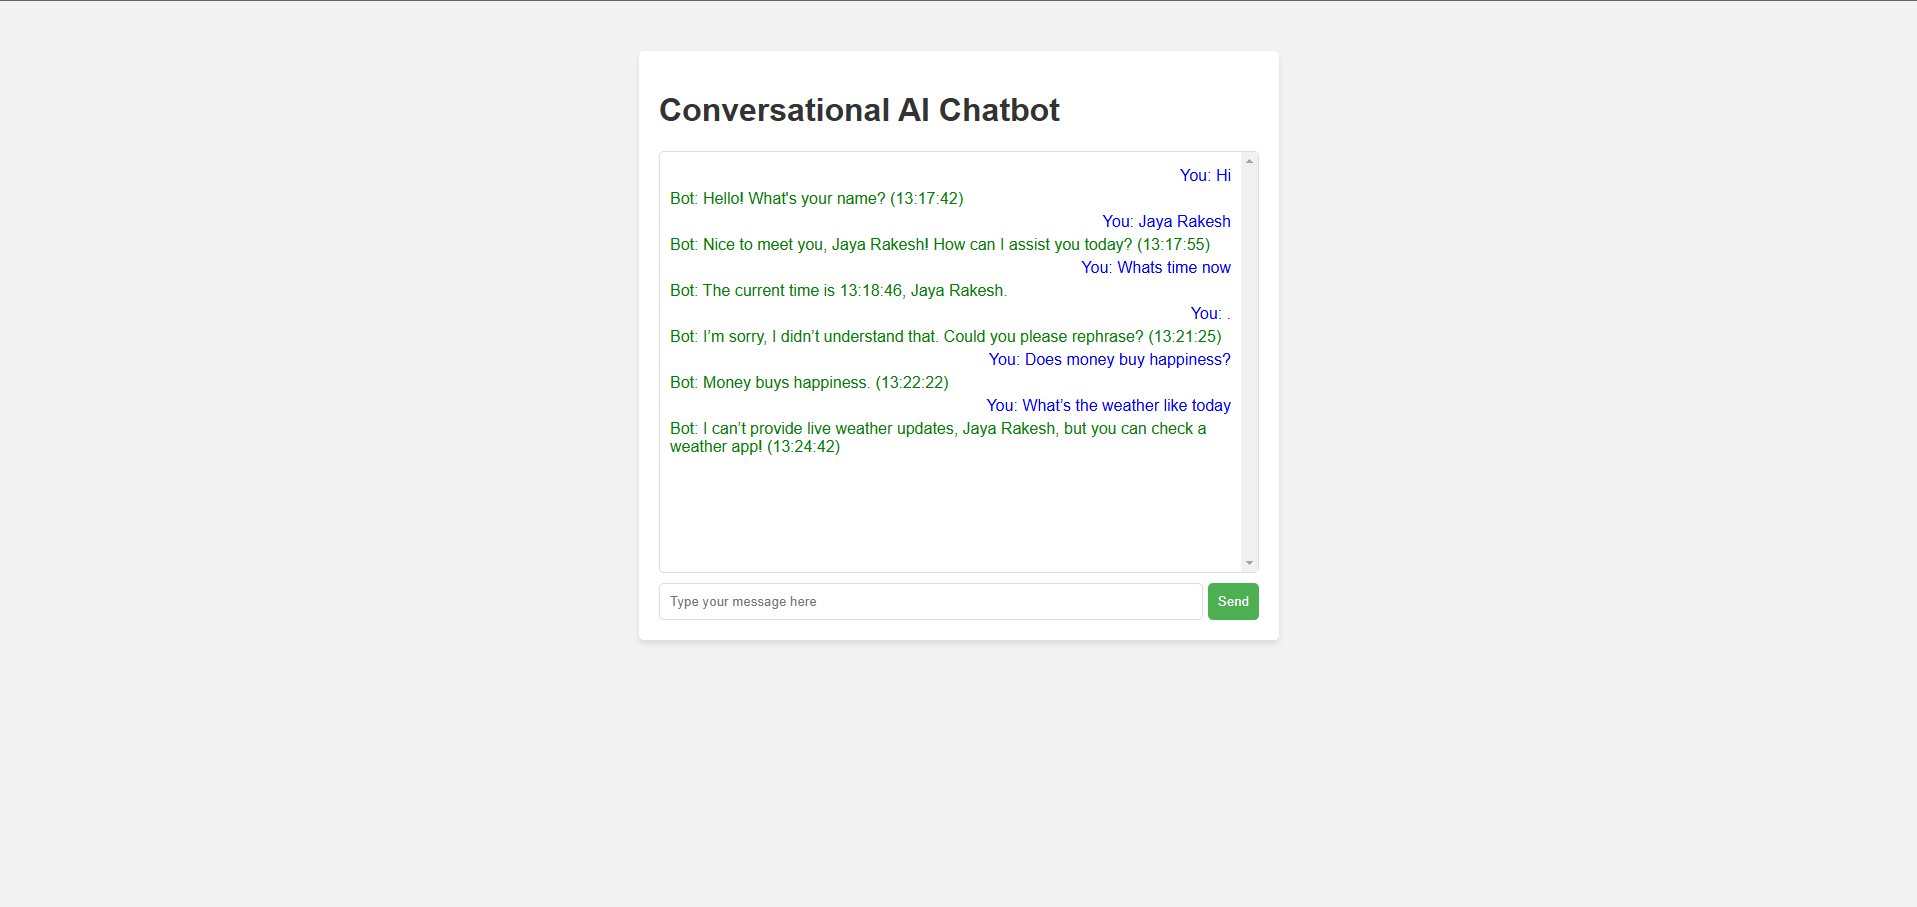 Conversational AI Chatbot
You: Hi
Bot: Hello! What's your name? (13:17:42)
You: Jaya Rakesh
Bot: Nice to meet you, Jaya Rakesh! How can I assist you today? (13:17:55)
You: Whats time now
Bot: The current time is 13:18:46, Jaya Rakesh.
You: .
Bot: I’m sorry, I didn’t understand that. Could you please rephrase? (13:21:25)
You: Does money buy happiness?
Bot: Money buys happiness. (13:22:22)
You: What’s the weather like today
Bot: I can’t provide live weather updates, Jaya Rakesh, but you can check a
weather app! (13:24:42)
Type your message here
Send